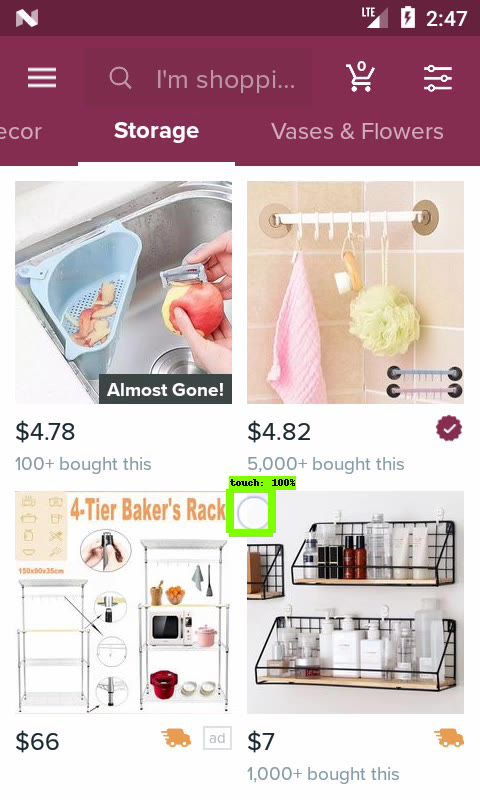 LTE
2:47
0
I'm shoppi...
ecor
Storage
Vases & Flowers
Almost Gone!
$4.78
$4.82
100+ bought this
5,000+ bought this
touch: 100%
4-Tier Baker's Rack
150x90x35cm
$66
ad
$7
1,000+ bought this